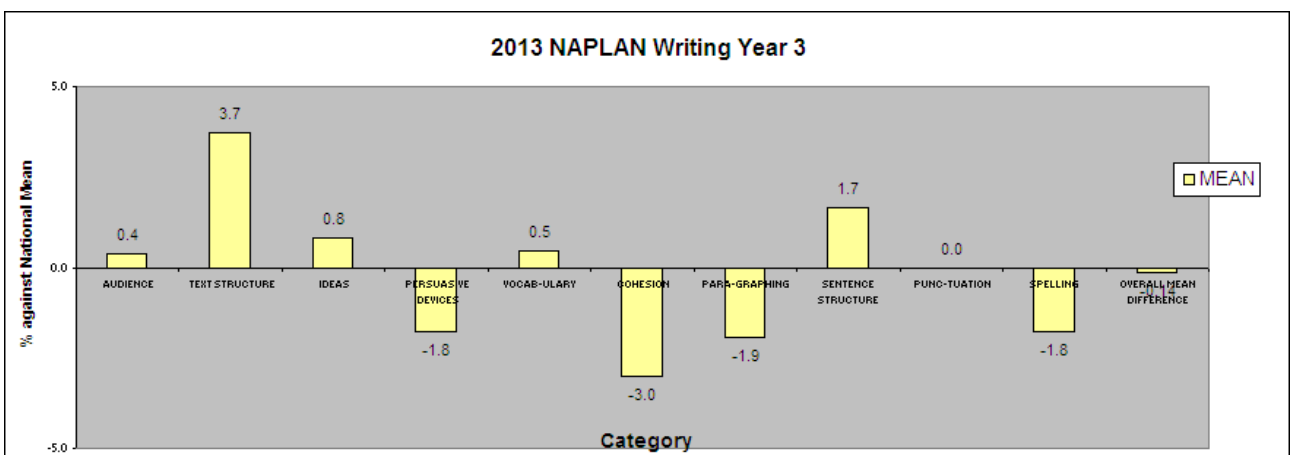 2013 NAPLAN Writing Year 3
% against National Mean
5.0
0.0
-5.0
0.4
3.7
0.8
-1.8
0.5
-3.0
-1.9
1.7
0.0
-1.8
-0.14
AUDIENCE
TEXT STRUCTURE
IDEAS
PERSUASIVE
DEVICES
VOCAB-ULARY
COHESION
PARA-GRAPHING
SENTENCE
STRUCTURE
PUNC-TUATION
SPELLING
OVERALL MEAN
DIFFERENCE
MEAN
Category